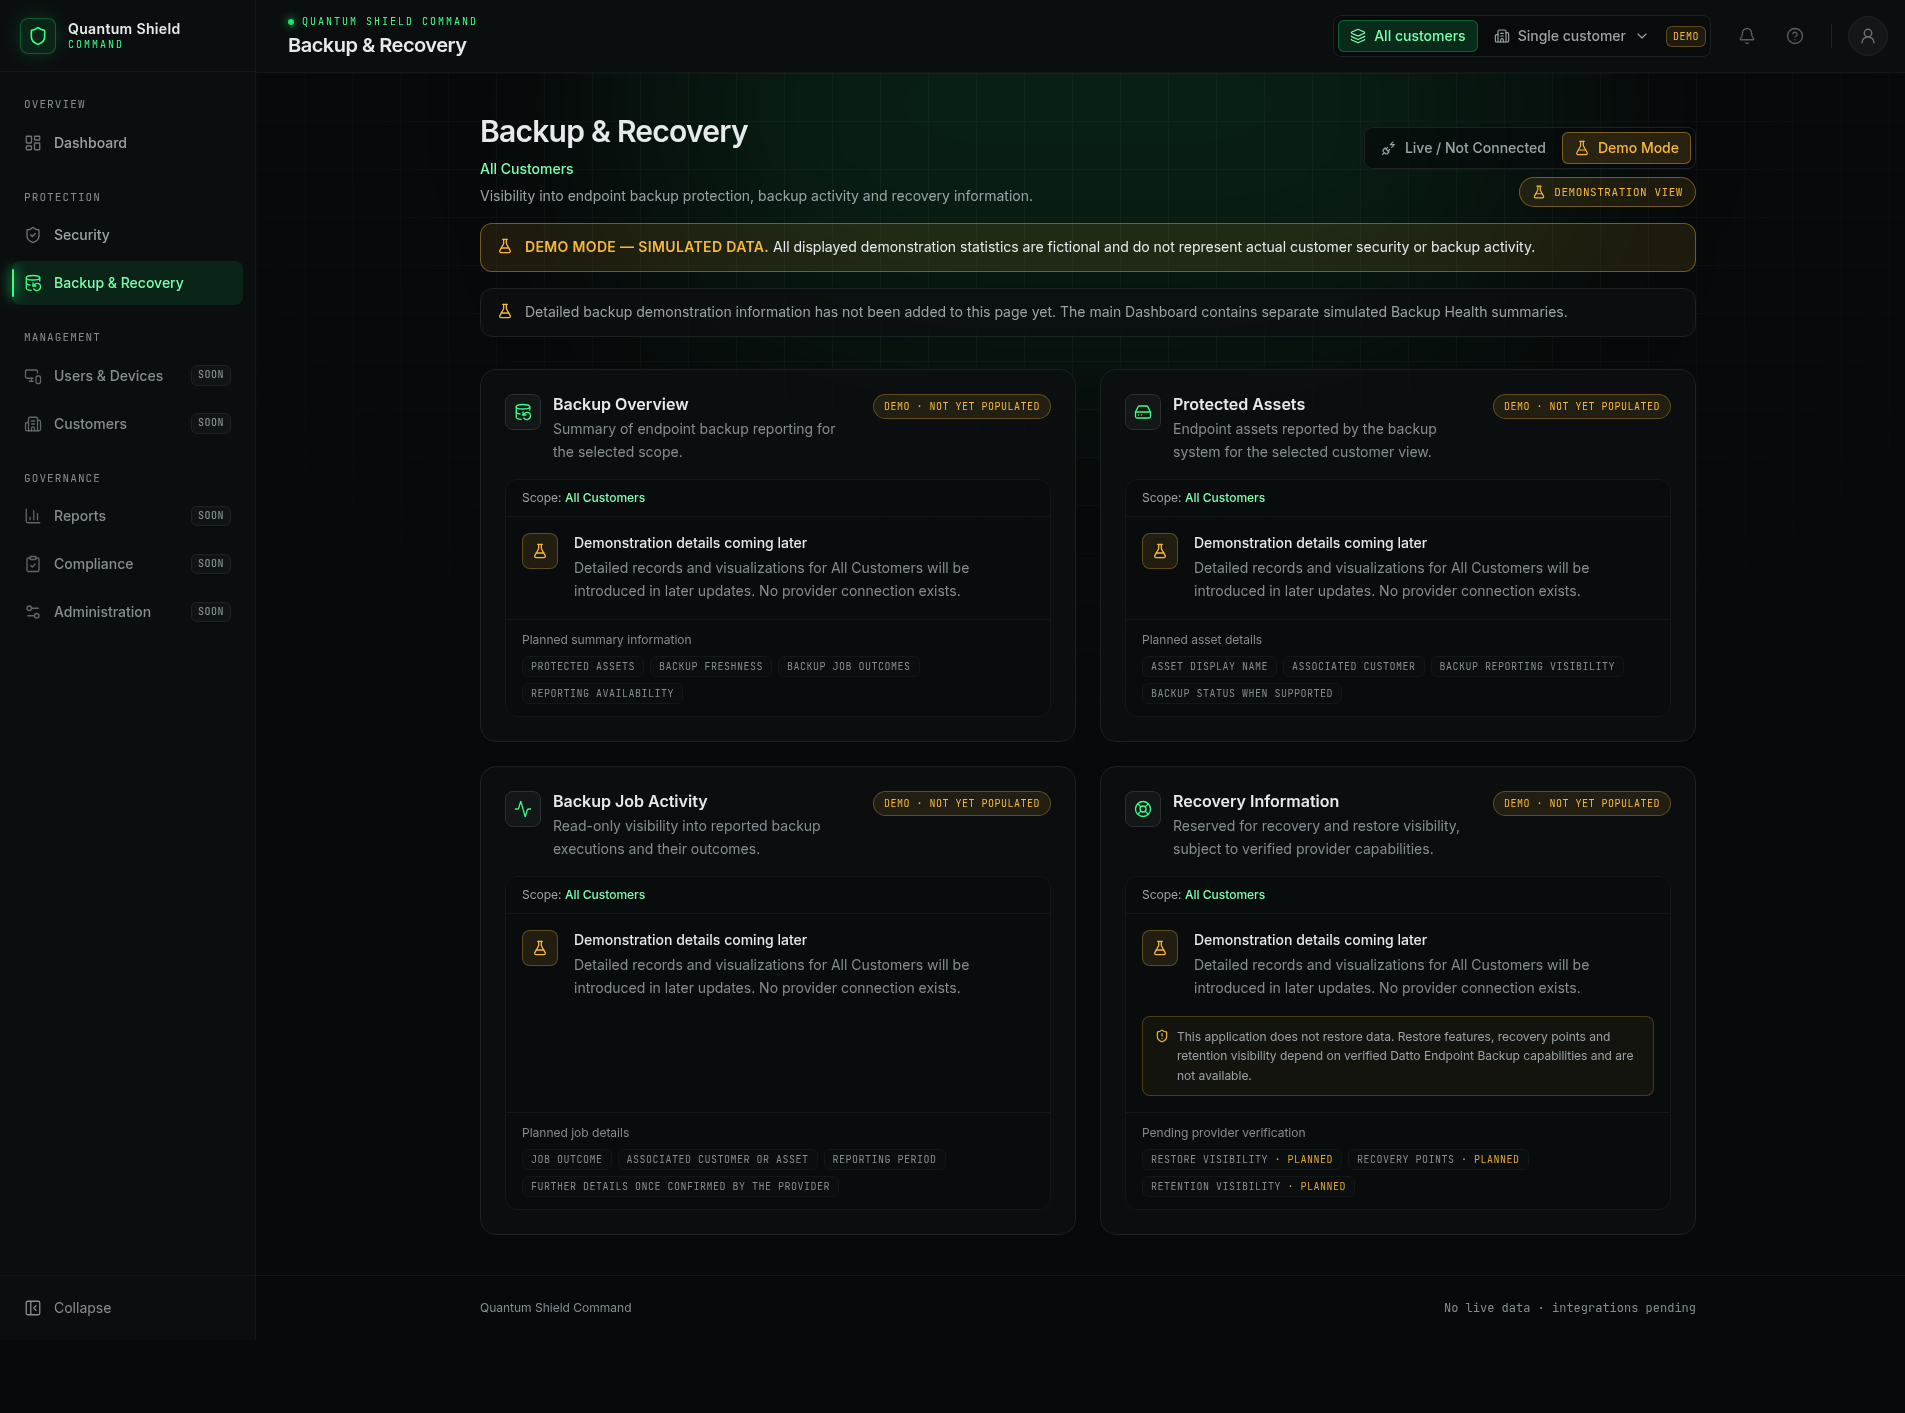 Quantum Shield
COMMAND
OVERVIEW
Dashboard
PROTECTION
Security
Backup & Recovery
MANAGEMENT
Users & Devices SOON
Customers SOON
GOVERNANCE
Reports SOON
Compliance SOON
Administration SOON
Collapse
QUANTUM SHIELD COMMAND
Backup & Recovery
All customers Single customer DEMO
Backup & Recovery
All Customers
Visibility into endpoint backup protection, backup activity and recovery information.
Live / Not Connected Demo Mode
DEMONSTRATION VIEW
DEMO MODE — SIMULATED DATA. All displayed demonstration statistics are fictional and do not represent actual customer security or backup activity.
Detailed backup demonstration information has not been added to this page yet. The main Dashboard contains separate simulated Backup Health summaries.
Backup Overview
DEMO · NOT YET POPULATED
Summary of endpoint backup reporting for
the selected scope.
Scope: All Customers
Demonstration details coming later
Detailed records and visualizations for All Customers will be
introduced in later updates. No provider connection exists.
Planned summary information
PROTECTED ASSETS BACKUP FRESHNESS BACKUP JOB OUTCOMES
REPORTING AVAILABILITY
Protected Assets
DEMO · NOT YET POPULATED
Endpoint assets reported by the backup
system for the selected customer view.
Scope: All Customers
Demonstration details coming later
Detailed records and visualizations for All Customers will be
introduced in later updates. No provider connection exists.
Planned asset details
ASSET DISPLAY NAME ASSOCIATED CUSTOMER BACKUP REPORTING VISIBILITY
BACKUP STATUS WHEN SUPPORTED
Backup Job Activity
DEMO · NOT YET POPULATED
Read-only visibility into reported backup
executions and their outcomes.
Scope: All Customers
Demonstration details coming later
Detailed records and visualizations for All Customers will be
introduced in later updates. No provider connection exists.
Planned job details
JOB OUTCOME ASSOCIATED CUSTOMER OR ASSET REPORTING PERIOD
FURTHER DETAILS ONCE CONFIRMED BY THE PROVIDER
Recovery Information
DEMO · NOT YET POPULATED
Reserved for recovery and restore visibility,
subject to verified provider capabilities.
Scope: All Customers
Demonstration details coming later
Detailed records and visualizations for All Customers will be
introduced in later updates. No provider connection exists.
This application does not restore data. Restore features, recovery points and
retention visibility depend on verified Datto Endpoint Backup capabilities and are
not available.
Pending provider verification
RESTORE VISIBILITY · PLANNED RECOVERY POINTS · PLANNED
RETENTION VISIBILITY · PLANNED
Quantum Shield Command
No live data · integrations pending